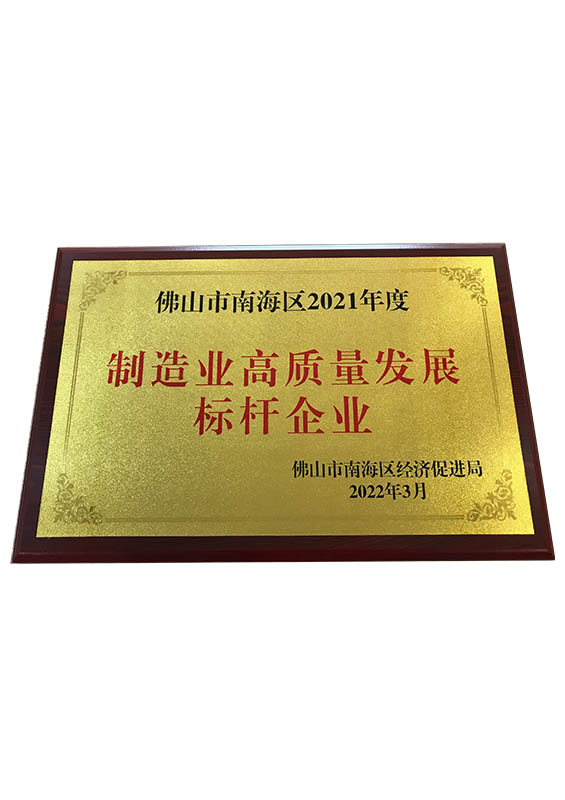 佛山市南海区2021年度
制造业高质量发展
标杆企业
佛山市南海区经济促进局
2022年3月